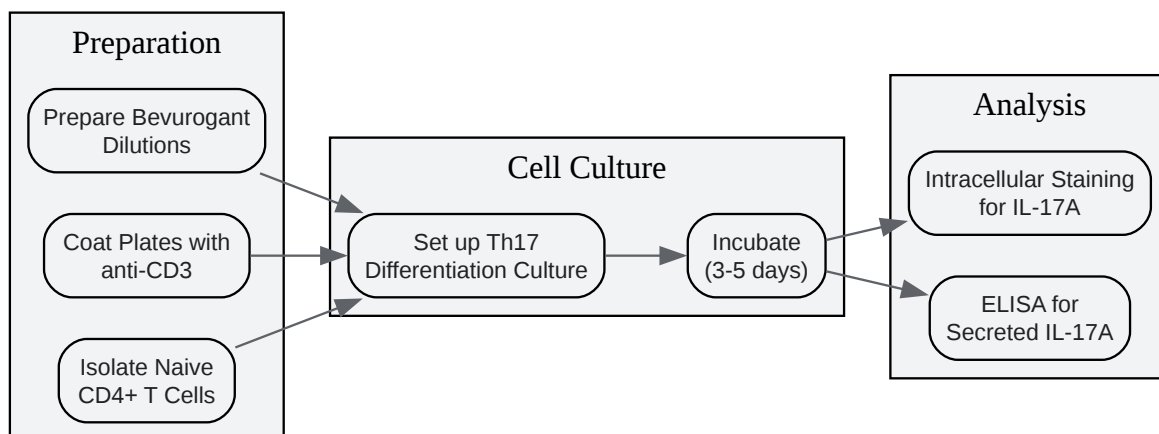 Preparation
Prepare Bevurogant
Dilutions
Coat Plates with
anti-CD3
Isolate Naive
CD4+ T Cells
Cell Culture
Set up Th17
Differentiation Culture
Incubate
(3-5 days)
Analysis
Intracellular Staining
for IL-17A
ELISA for
Secreted IL-17A